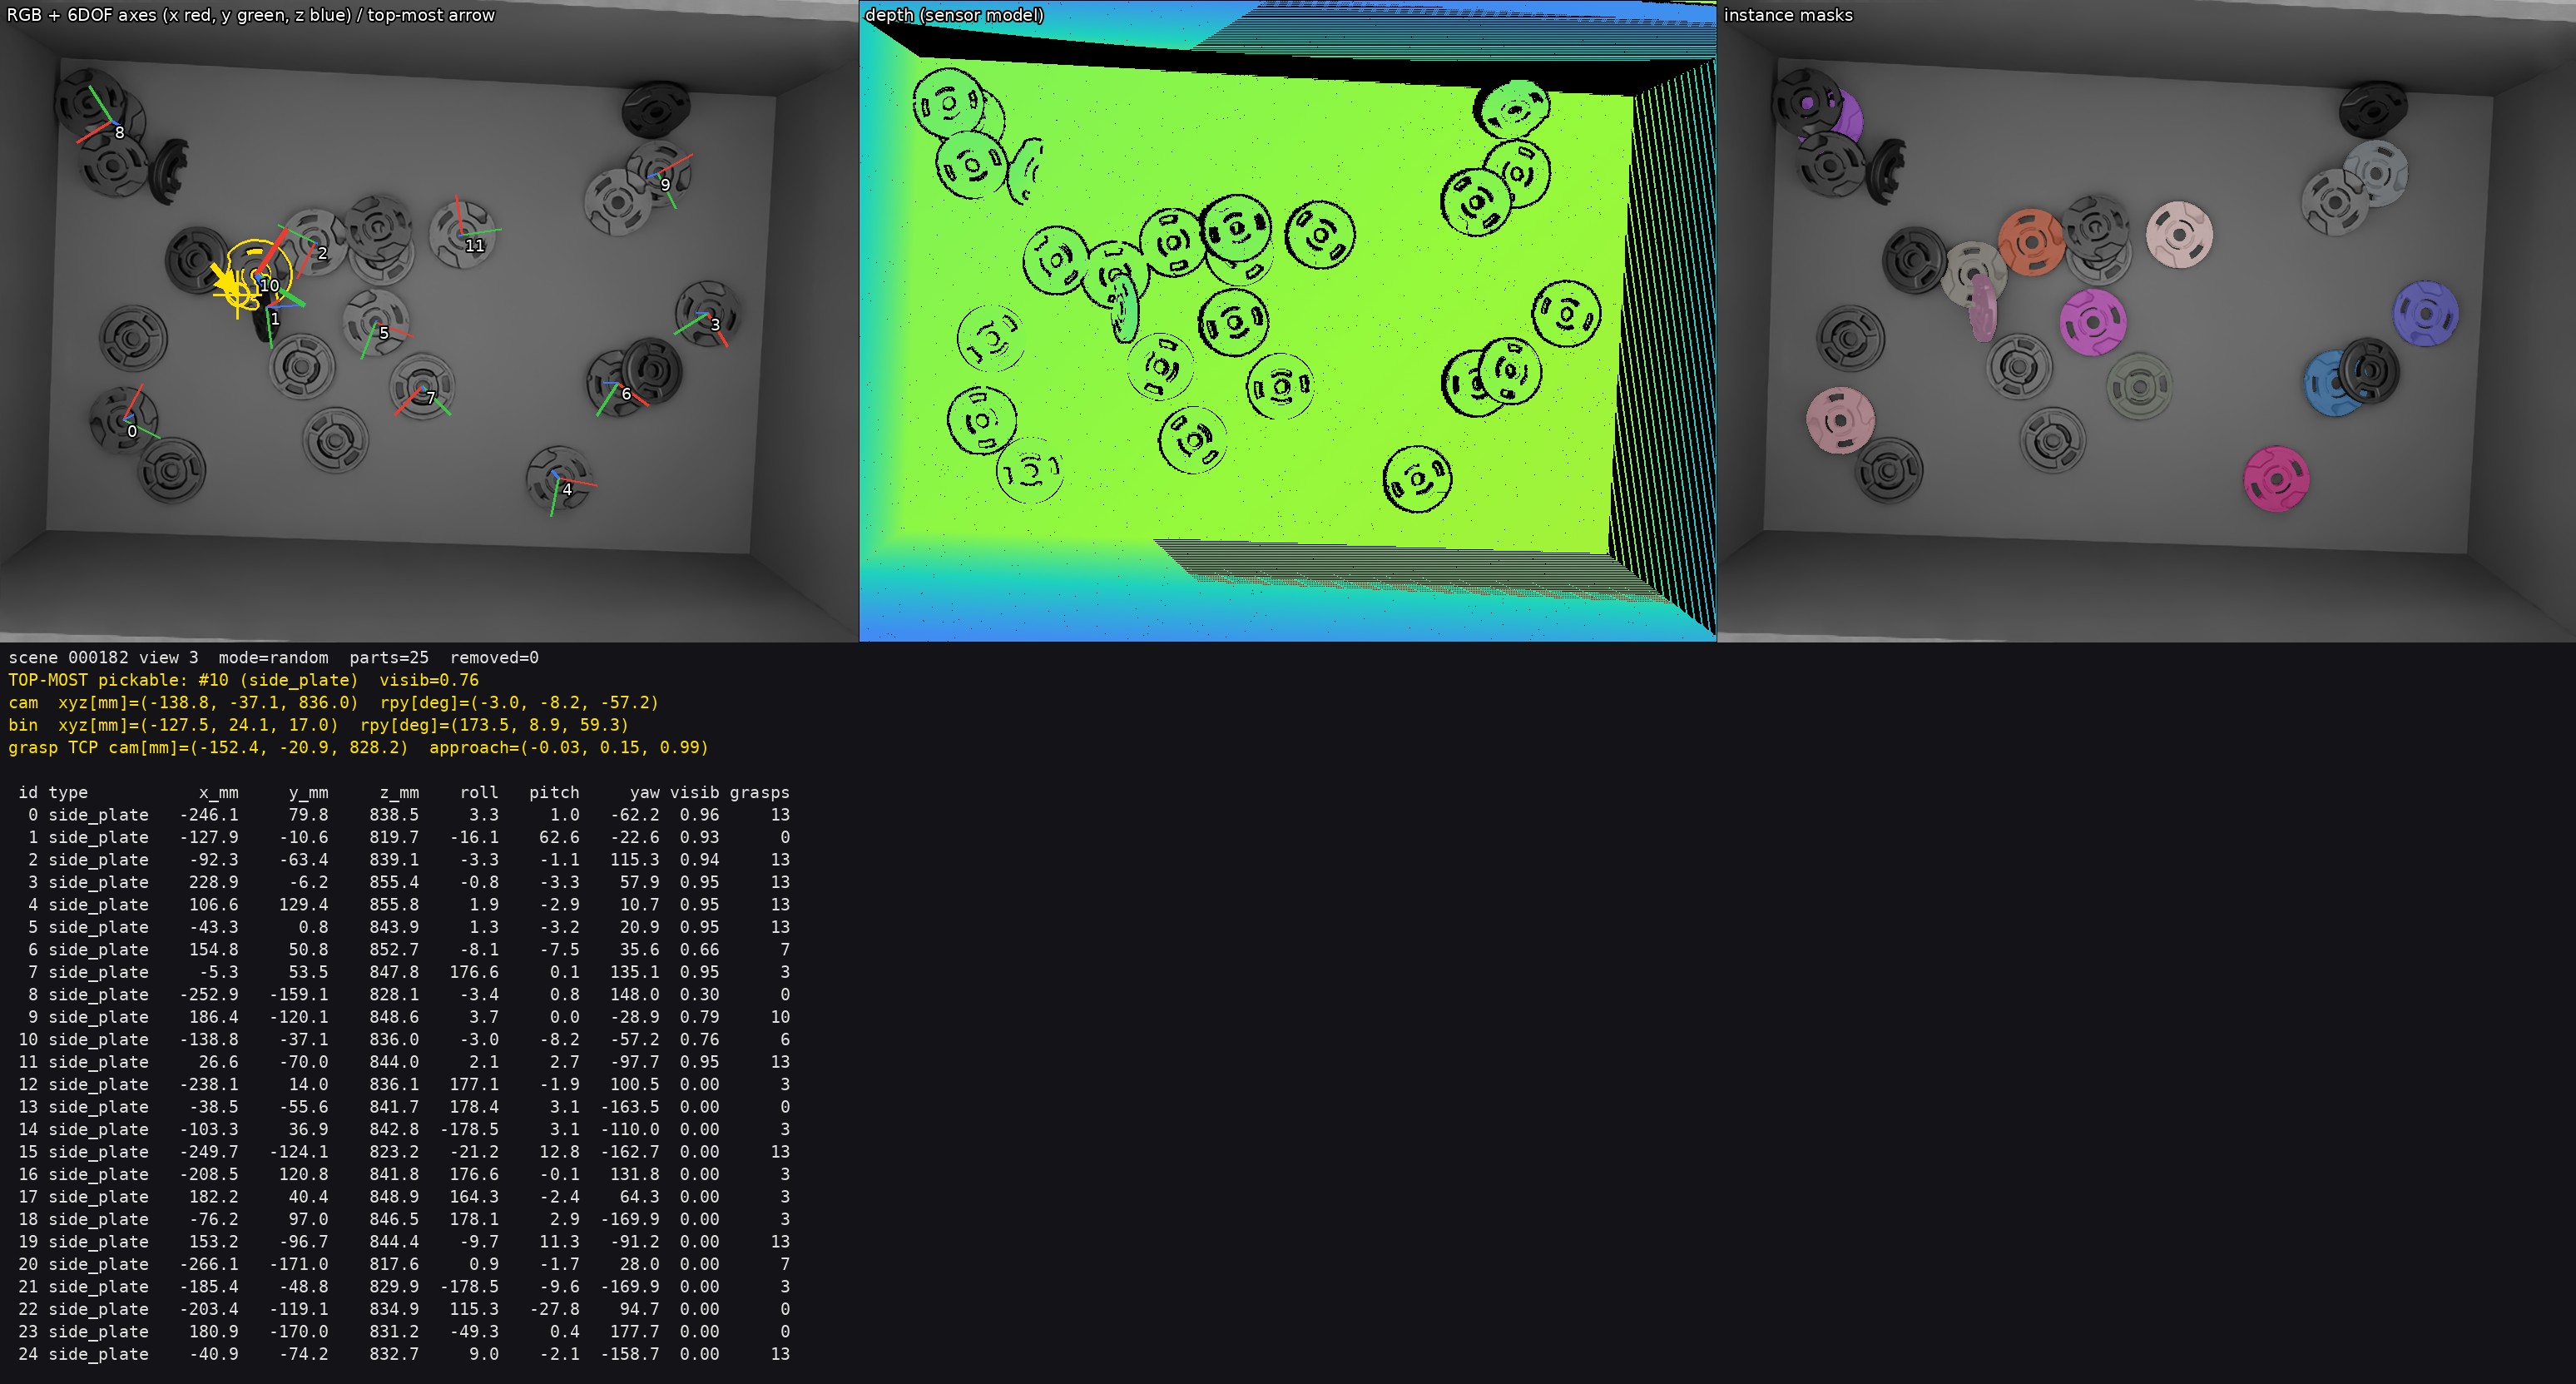 RGB + 6DOF axes (x red, y green, z blue) / top-most arrow
depth (sensor model)
instance masks
8
9
2
11
10
1
5
3
7
6
0
4
scene 000182 view 3  mode=random  parts=25  removed=0
TOP-MOST pickable: #10 (side_plate)  visib=0.76
cam  xyz[mm]=(-138.8, -37.1, 836.0)  rpy[deg]=(-3.0, -8.2, -57.2)
bin  xyz[mm]=(-127.5, 24.1, 17.0)  rpy[deg]=(173.5, 8.9, 59.3)
grasp TCP cam[mm]=(-152.4, -20.9, 828.2)  approach=(-0.03, 0.15, 0.99)
id type x_mm y_mm z_mm roll pitch yaw visib grasps
0 side_plate -246.1 79.8 838.5 3.3 1.0 -62.2 0.96 13
1 side_plate -127.9 -10.6 819.7 -16.1 62.6 -22.6 0.93 0
2 side_plate -92.3 -63.4 839.1 -3.3 -1.1 115.3 0.94 13
3 side_plate 228.9 -6.2 855.4 -0.8 -3.3 57.9 0.95 13
4 side_plate 106.6 129.4 855.8 1.9 -2.9 10.7 0.95 13
5 side_plate -43.3 0.8 843.9 1.3 -3.2 20.9 0.95 13
6 side_plate 154.8 50.8 852.7 -8.1 -7.5 35.6 0.66 7
7 side_plate -5.3 53.5 847.8 176.6 0.1 135.1 0.95 3
8 side_plate -252.9 -159.1 828.1 -3.4 0.8 148.0 0.30 0
9 side_plate 186.4 -120.1 848.6 3.7 0.0 -28.9 0.79 10
10 side_plate -138.8 -37.1 836.0 -3.0 -8.2 -57.2 0.76 6
11 side_plate 26.6 -70.0 844.0 2.1 2.7 -97.7 0.95 13
12 side_plate -238.1 14.0 836.1 177.1 -1.9 100.5 0.00 3
13 side_plate -38.5 -55.6 841.7 178.4 3.1 -163.5 0.00 0
14 side_plate -103.3 36.9 842.8 -178.5 3.1 -110.0 0.00 3
15 side_plate -249.7 -124.1 823.2 -21.2 12.8 -162.7 0.00 13
16 side_plate -208.5 120.8 841.8 176.6 -0.1 131.8 0.00 3
17 side_plate 182.2 40.4 848.9 164.3 -2.4 64.3 0.00 3
18 side_plate -76.2 97.0 846.5 178.1 2.9 -169.9 0.00 3
19 side_plate 153.2 -96.7 844.4 -9.7 11.3 -91.2 0.00 13
20 side_plate -266.1 -171.0 817.6 0.9 -1.7 28.0 0.00 7
21 side_plate -185.4 -48.8 829.9 -178.5 -9.6 -169.9 0.00 3
22 side_plate -203.4 -119.1 834.9 115.3 -27.8 94.7 0.00 0
23 side_plate 180.9 -170.0 831.2 -49.3 0.4 177.7 0.00 0
24 side_plate -40.9 -74.2 832.7 9.0 -2.1 -158.7 0.00 13